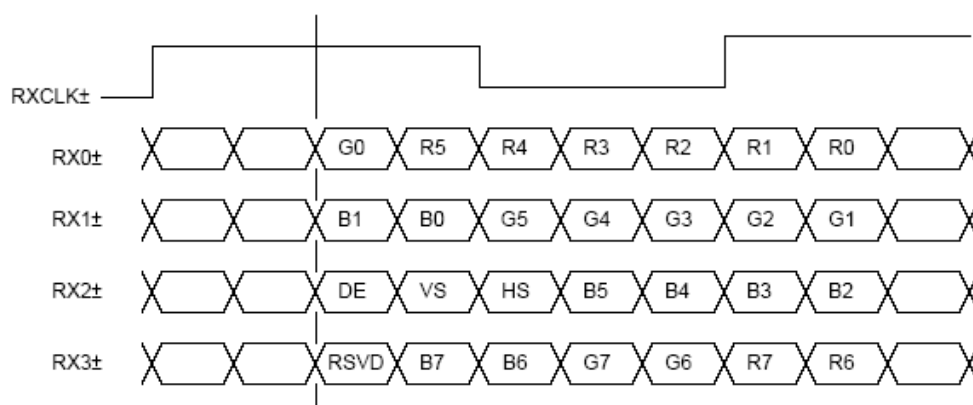 RXCLK±
RX0± G0 R5 R4 R3 R2 R1 R0
RX1± B1 B0 G5 G4 G3 G2 G1
RX2± DE VS HS B5 B4 B3 B2
RX3± RSVD B7 B6 G7 G6 R7 R6